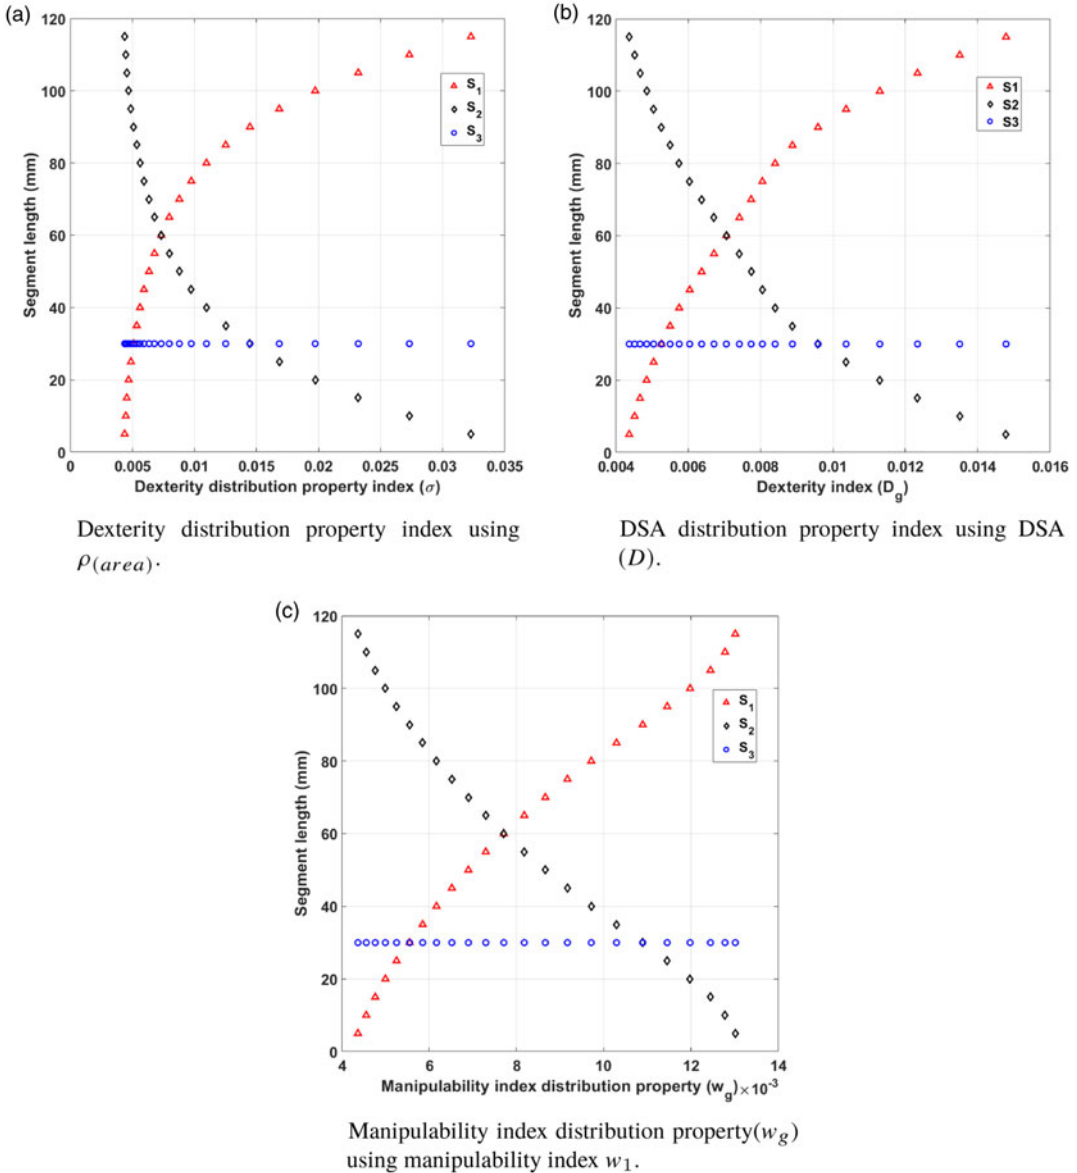 (a)
120
100
80
60
40
20
0
Segment length (mm)
S1
S2
S3
0 0.005 0.01 0.015 0.02 0.025 0.03 0.035
Dexterity distribution property index (σ)
Dexterity distribution property index using
ρ(area).
(b)
120
100
80
60
40
20
0
Segment length (mm)
S1
S2
S3
0.004 0.006 0.008 0.01 0.012 0.014 0.016
Dexterity index (Dg)
DSA distribution property index using DSA
(D).
(c)
120
100
80
60
40
20
0
Segment length (mm)
S1
S2
S3
4 6 8 10 12 14
Manipulability index distribution property (wg)×10-3
Manipulability index distribution property(wg)
using manipulability index w1.